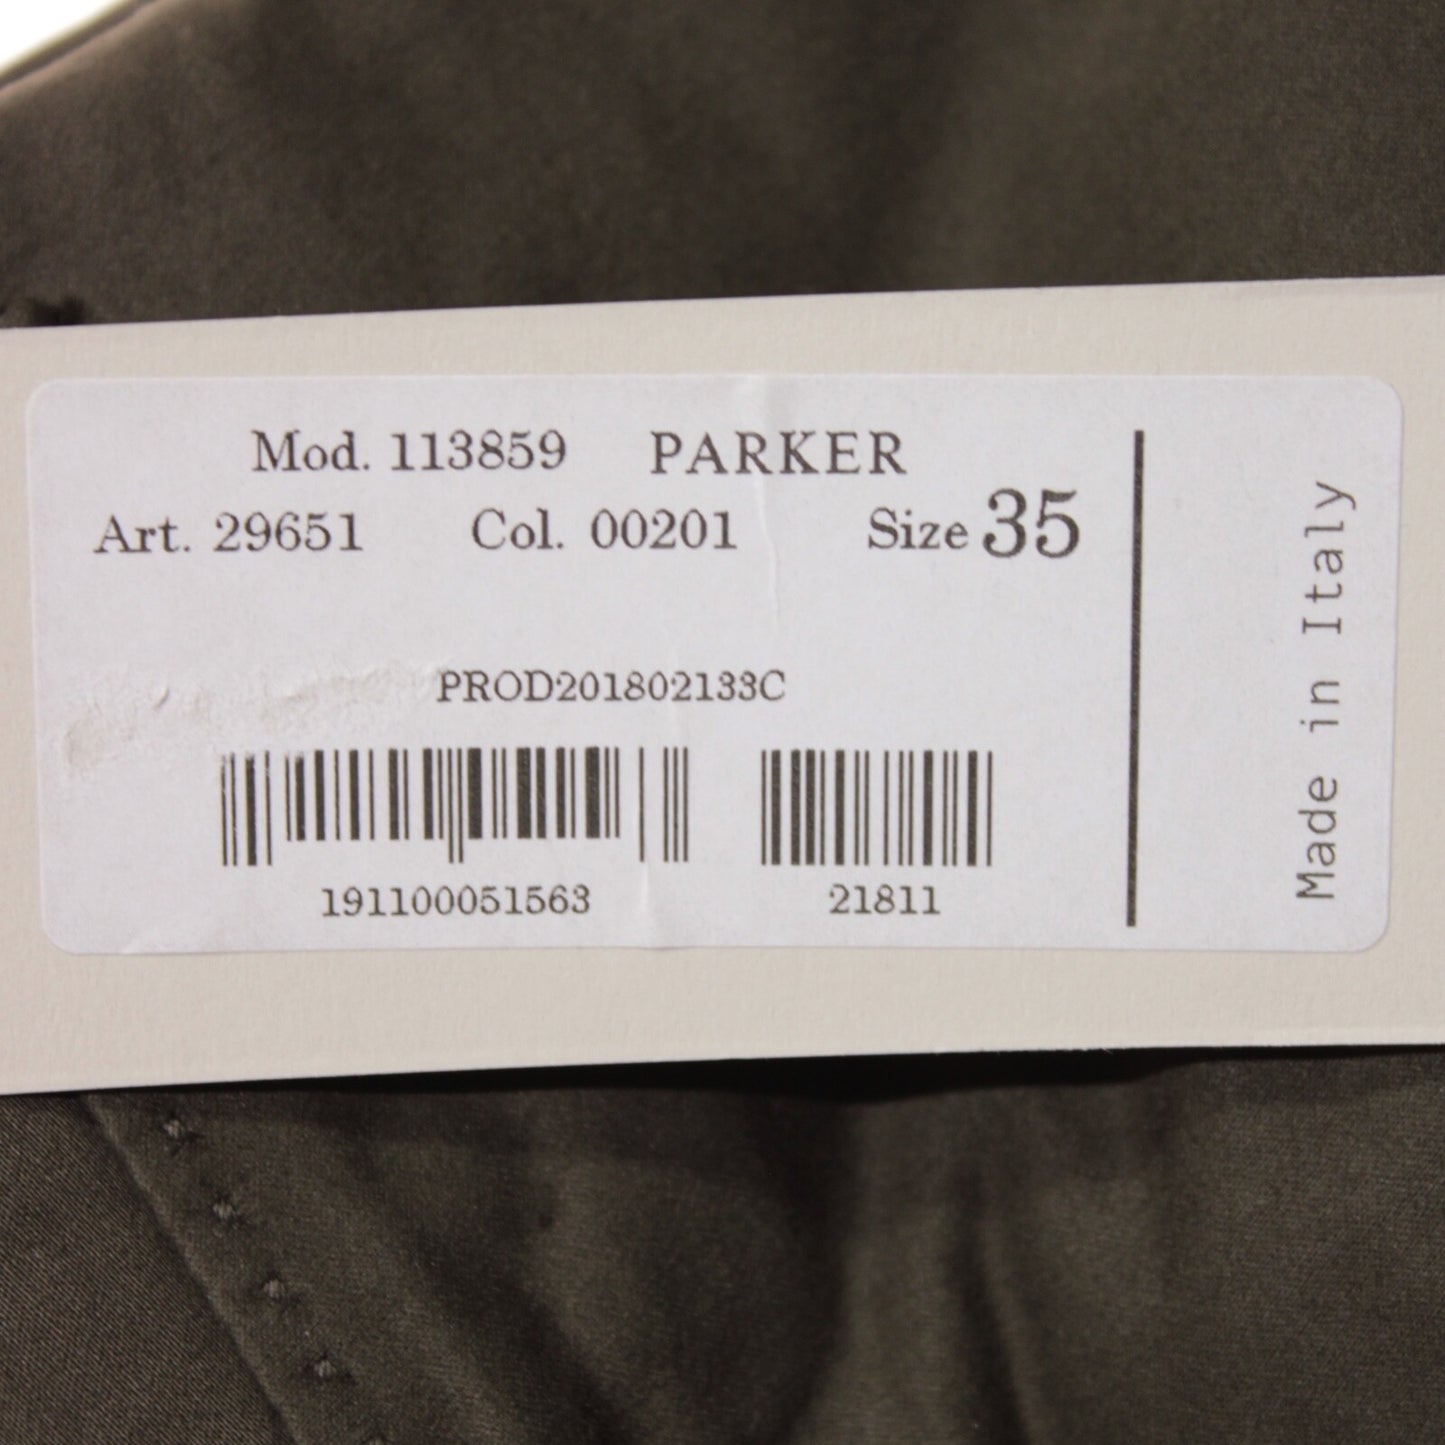 Mod. 113859 PARKER
Art. 29651 Col. 00201 Size 35
PROD201802133C
191100051563 21811
Made in Italy